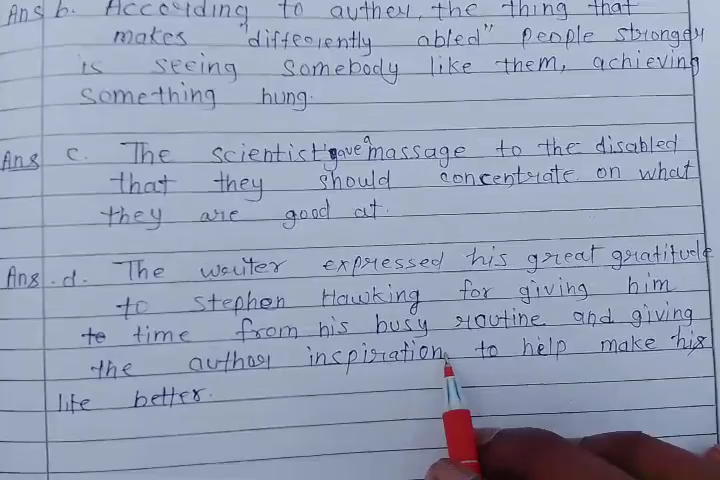 Ans b. According to auther, the thing that
makes "differently abled" people stronger
is seeing somebody like them, achieving
something hung.
Ans c. The scientist gave a massage to the disabled
that they should concentrate on what
they are good at.
Ans.d. The writer expressed his great gratitude
to Stephen Hawking for giving him
te time from his busy routine and giving
the author inspiration to help make his
life better.